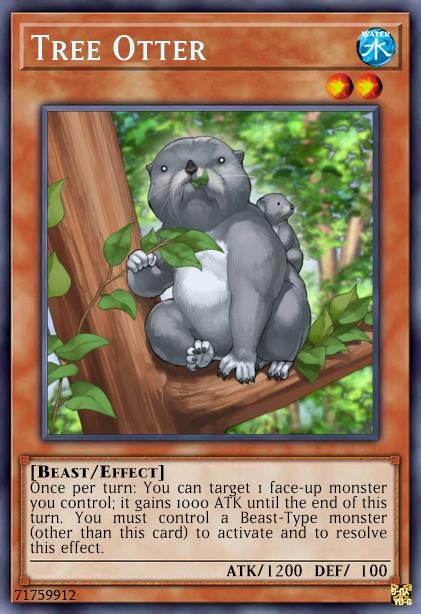 Tree Otter
WATER
水
[Beast/Effect]
Once per turn: You can target 1 face-up monster
you control; it gains 1000 ATK until the end of this
turn. You must control a Beast-Type monster
(other than this card) to activate and to resolve
this effect.
ATK/1200 DEF/ 100
71759912